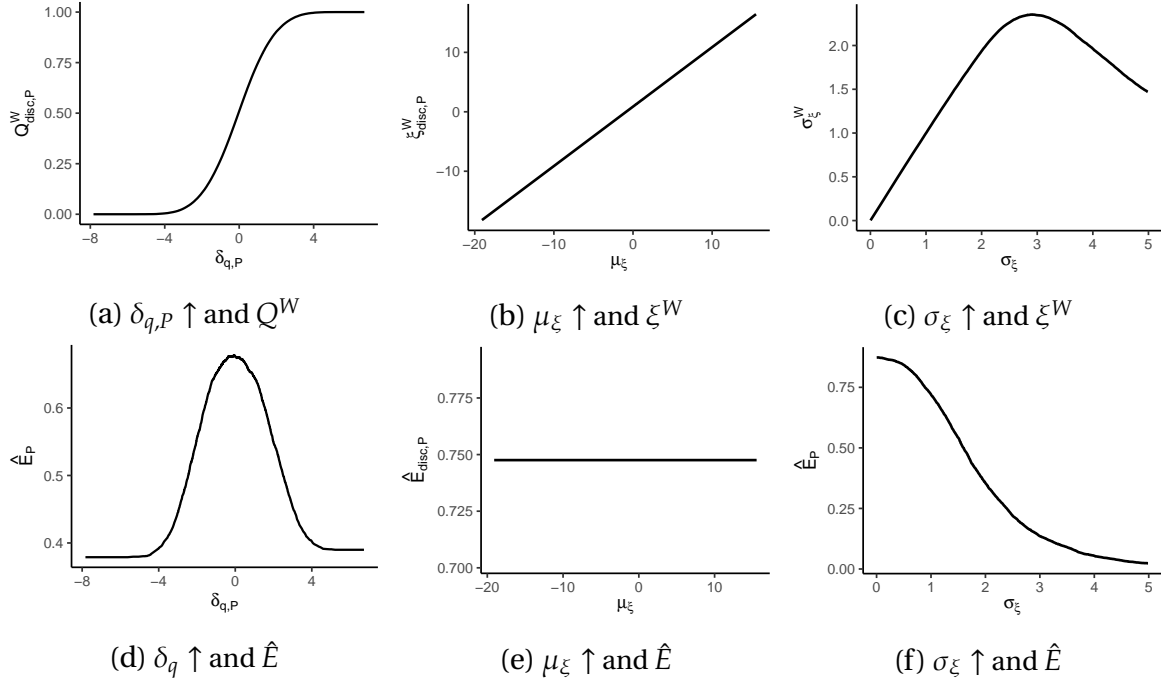 1.00
0.75
0.50
0.25
0.00
Q^W_disc,P
−8 −4 0 4
δ_q,P
(a) δ_q,P ↑ and Q^W
10
0
−10
ξ^W_disc,P
−20 −10 0 10
μ_ξ
(b) μ_ξ ↑ and ξ^W
2.0
1.5
1.0
0.5
0.0
σ^W_ξ
0 1 2 3 4 5
σ_ξ
(c) σ_ξ ↑ and ξ^W
0.6
0.5
0.4
Ê_P
−8 −4 0 4
δ_q,P
(d) δ_q ↑ and Ê
0.775
0.750
0.725
0.700
Ê_disc,P
−20 −10 0 10
μ_ξ
(e) μ_ξ ↑ and Ê
0.75
0.50
0.25
0.00
Ê_P
0 1 2 3 4 5
σ_ξ
(f) σ_ξ ↑ and Ê